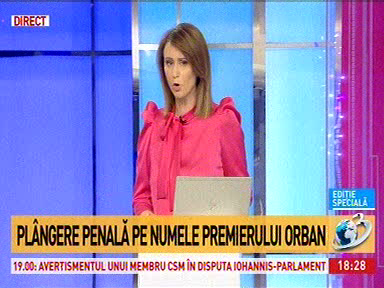 DIRECT
EDIȚIE
SPECIALĂ
PLÂNGERE PENALĂ PE NUMELE PREMIERULUI ORBAN
19.00: AVERTISMENTUL UNUI MEMBRU CSM ÎN DISPUTA IOHANNIS-PARLAMENT
18:28